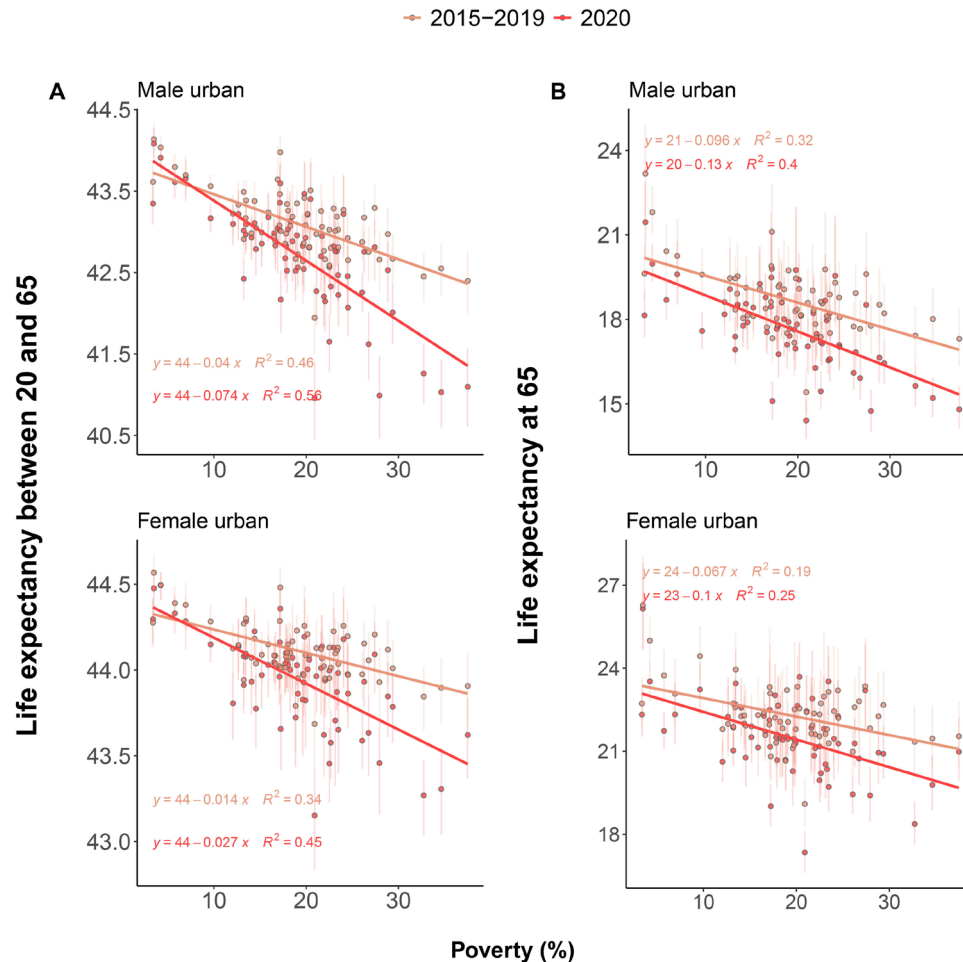 2015−2019 2020
A
Male urban
Life expectancy between 20 and 65
44.5
43.5
42.5
41.5
40.5
y = 44 − 0.04 x R² = 0.46
y = 44 − 0.074 x R² = 0.56
10 20 30
B
Male urban
Life expectancy at 65
24
21
18
15
y = 21 − 0.096 x R² = 0.32
y = 20 − 0.13 x R² = 0.4
10 20 30
Female urban
44.5
44.0
43.5
43.0
y = 44 − 0.014 x R² = 0.34
y = 44 − 0.027 x R² = 0.45
10 20 30
Female urban
27
24
21
18
y = 24 − 0.067 x R² = 0.19
y = 23 − 0.1 x R² = 0.25
10 20 30
Poverty (%)